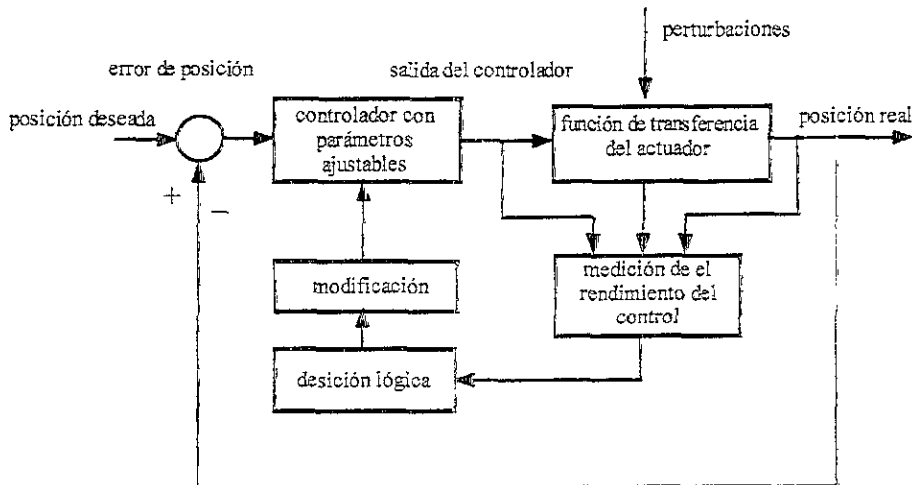 perturbaciones
error de posición
salida del controlador
posición deseada
controlador con
parámetros
ajustables
función de transferencia
del actuador
posición real
+
−
modificación
medición de el
rendimiento del
control
desición lógica